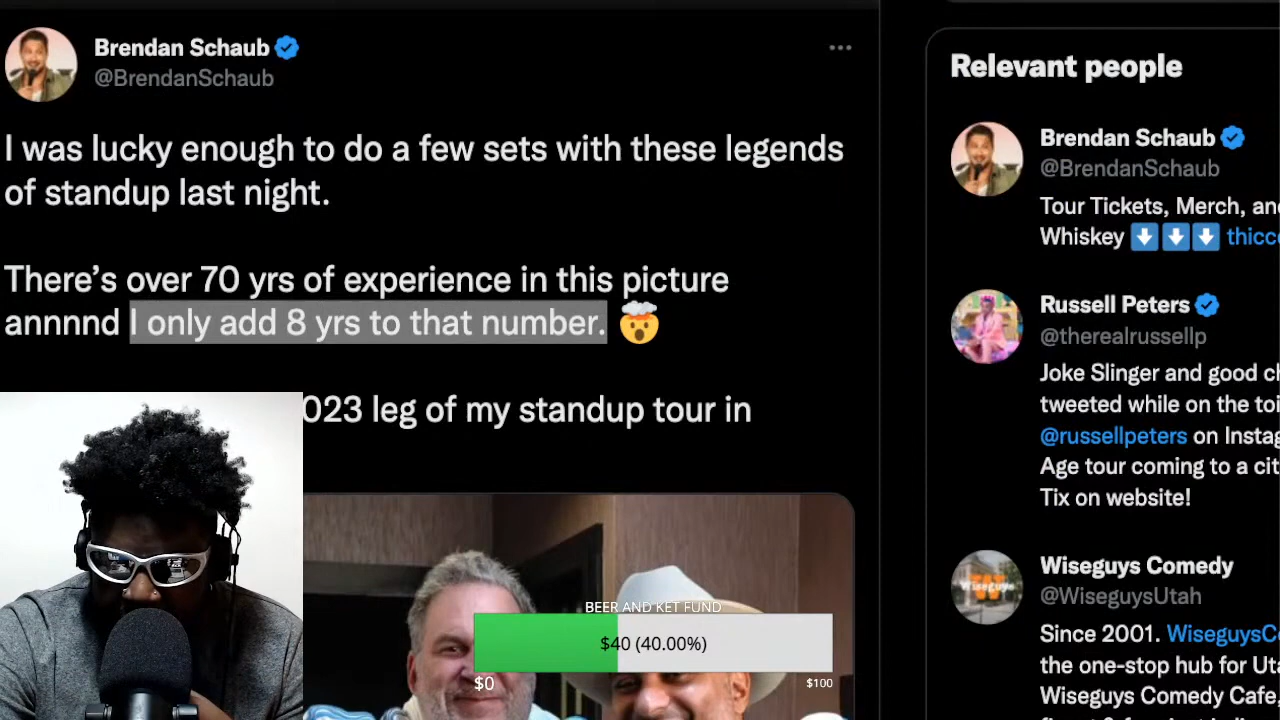 Brendan Schaub
@BrendanSchaub
I was lucky enough to do a few sets with these legends
of standup last night.
There's over 70 yrs of experience in this picture
annnnd I only add 8 yrs to that number. 🤯
023 leg of my standup tour in
BEER AND KET FUND
$40 (40.00%)
$0
$100
Relevant people
Brendan Schaub
@BrendanSchaub
Tour Tickets, Merch, an
Whiskey ⬇️⬇️⬇️ thicc
Russell Peters
@therealrussellp
Joke Slinger and good c
tweeted while on the toi
@russellpeters on Insta
Age tour coming to a cit
Tix on website!
Wiseguys Comedy
@WiseguysUtah
Since 2001. WiseguysC
the one-stop hub for Uta
Wiseguys Comedy Cafe